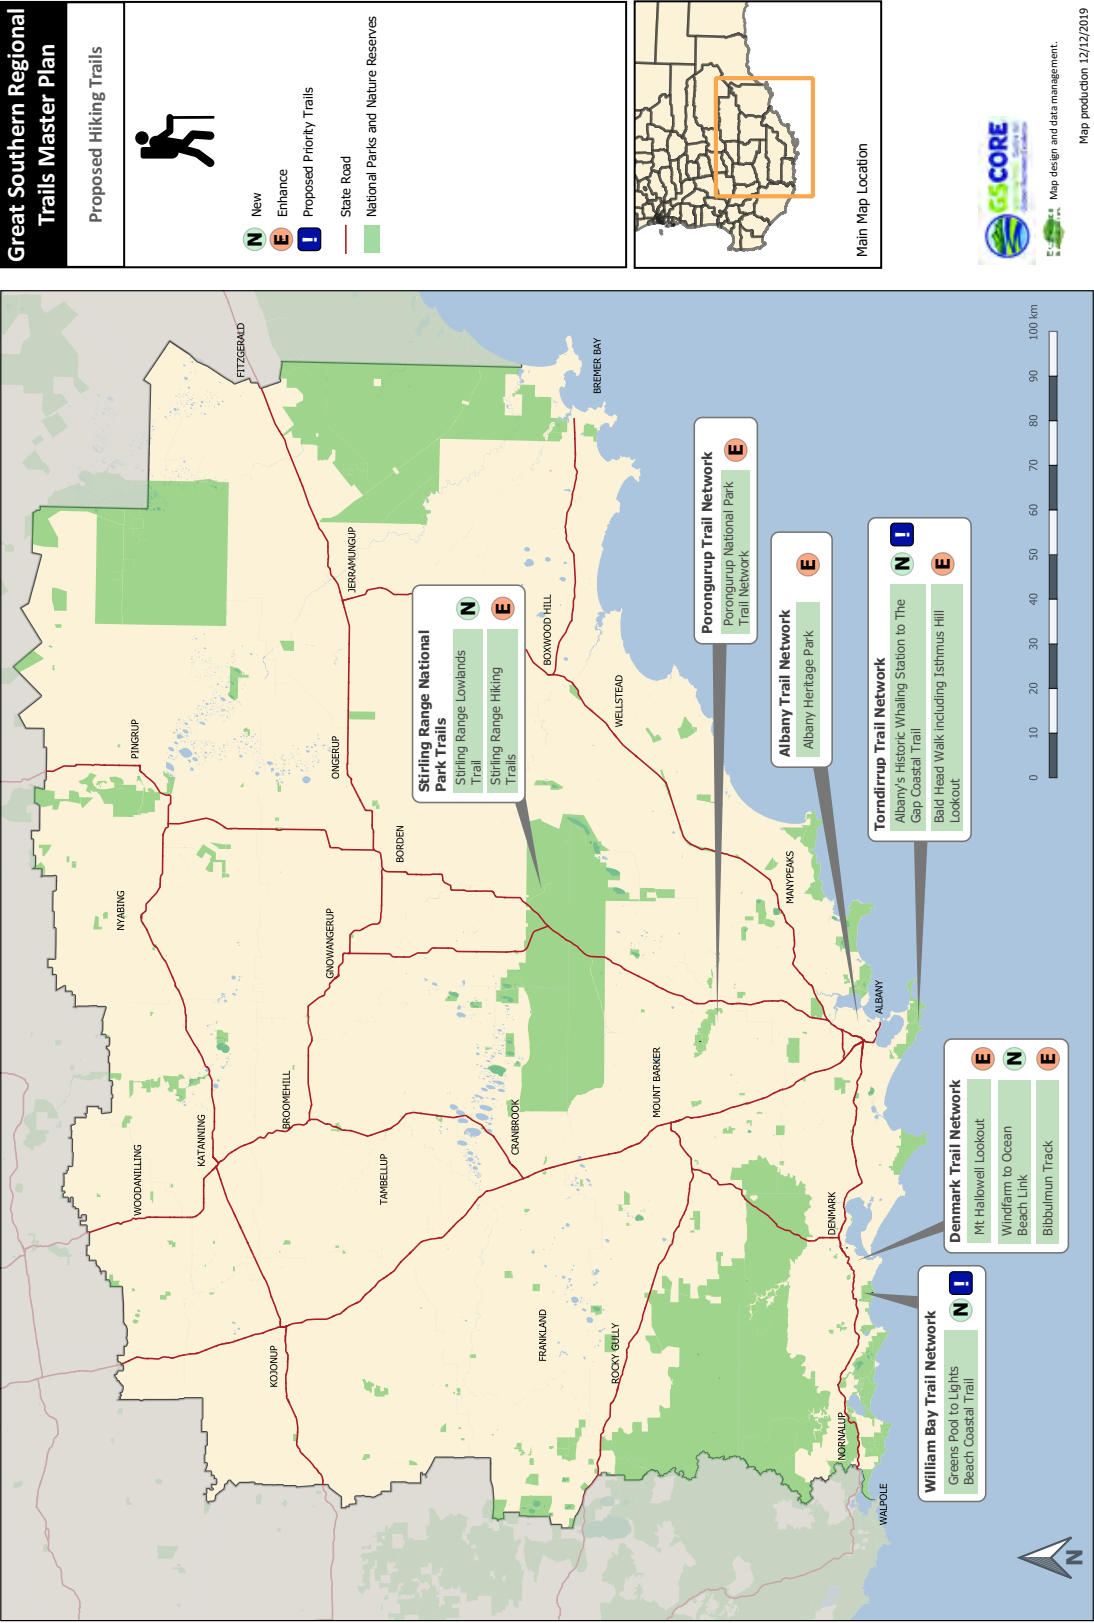 Great Southern Regional
Trails Master Plan
Proposed Hiking Trails
N New
E Enhance
! Proposed Priority Trails
State Road
National Parks and Nature Reserves
Main Map Location
GSCORE
Map design and data management.
Map production 12/12/2019
FITZGERALD
BREMER BAY
JERRAMUNGUP
BOXWOOD HILL
WELLSTEAD
PINGRUP
ONGERUP
BORDEN
NYABING
GNOWANGERUP
MANYPEAKS
ALBANY
BROOMEHILL
KATANNING
WOODANILLING
TAMBELLUP
CRANBROOK
MOUNT BARKER
DENMARK
KOJONUP
FRANKLAND
ROCKY GULLY
NORNALUP
WALPOLE
Stirling Range National
Park Trails
Stirling Range Lowlands
Trail
N
Stirling Range Hiking
Trails
E
Porongurup Trail Network
Porongurup National Park
Trail Network
E
Albany Trail Network
Albany Heritage Park
E
Torndirrup Trail Network
Albany's Historic Whaling Station to The
Gap Coastal Trail
N !
Bald Head Walk including Isthmus Hill
Lookout
E
Denmark Trail Network
Mt Hallowell Lookout
E
Windfarm to Ocean
Beach Link
N
Bibbulmun Track
E
William Bay Trail Network
Greens Pool to Lights
Beach Coastal Trail
N !
0 10 20 30 40 50 60 70 80 90 100 km
N